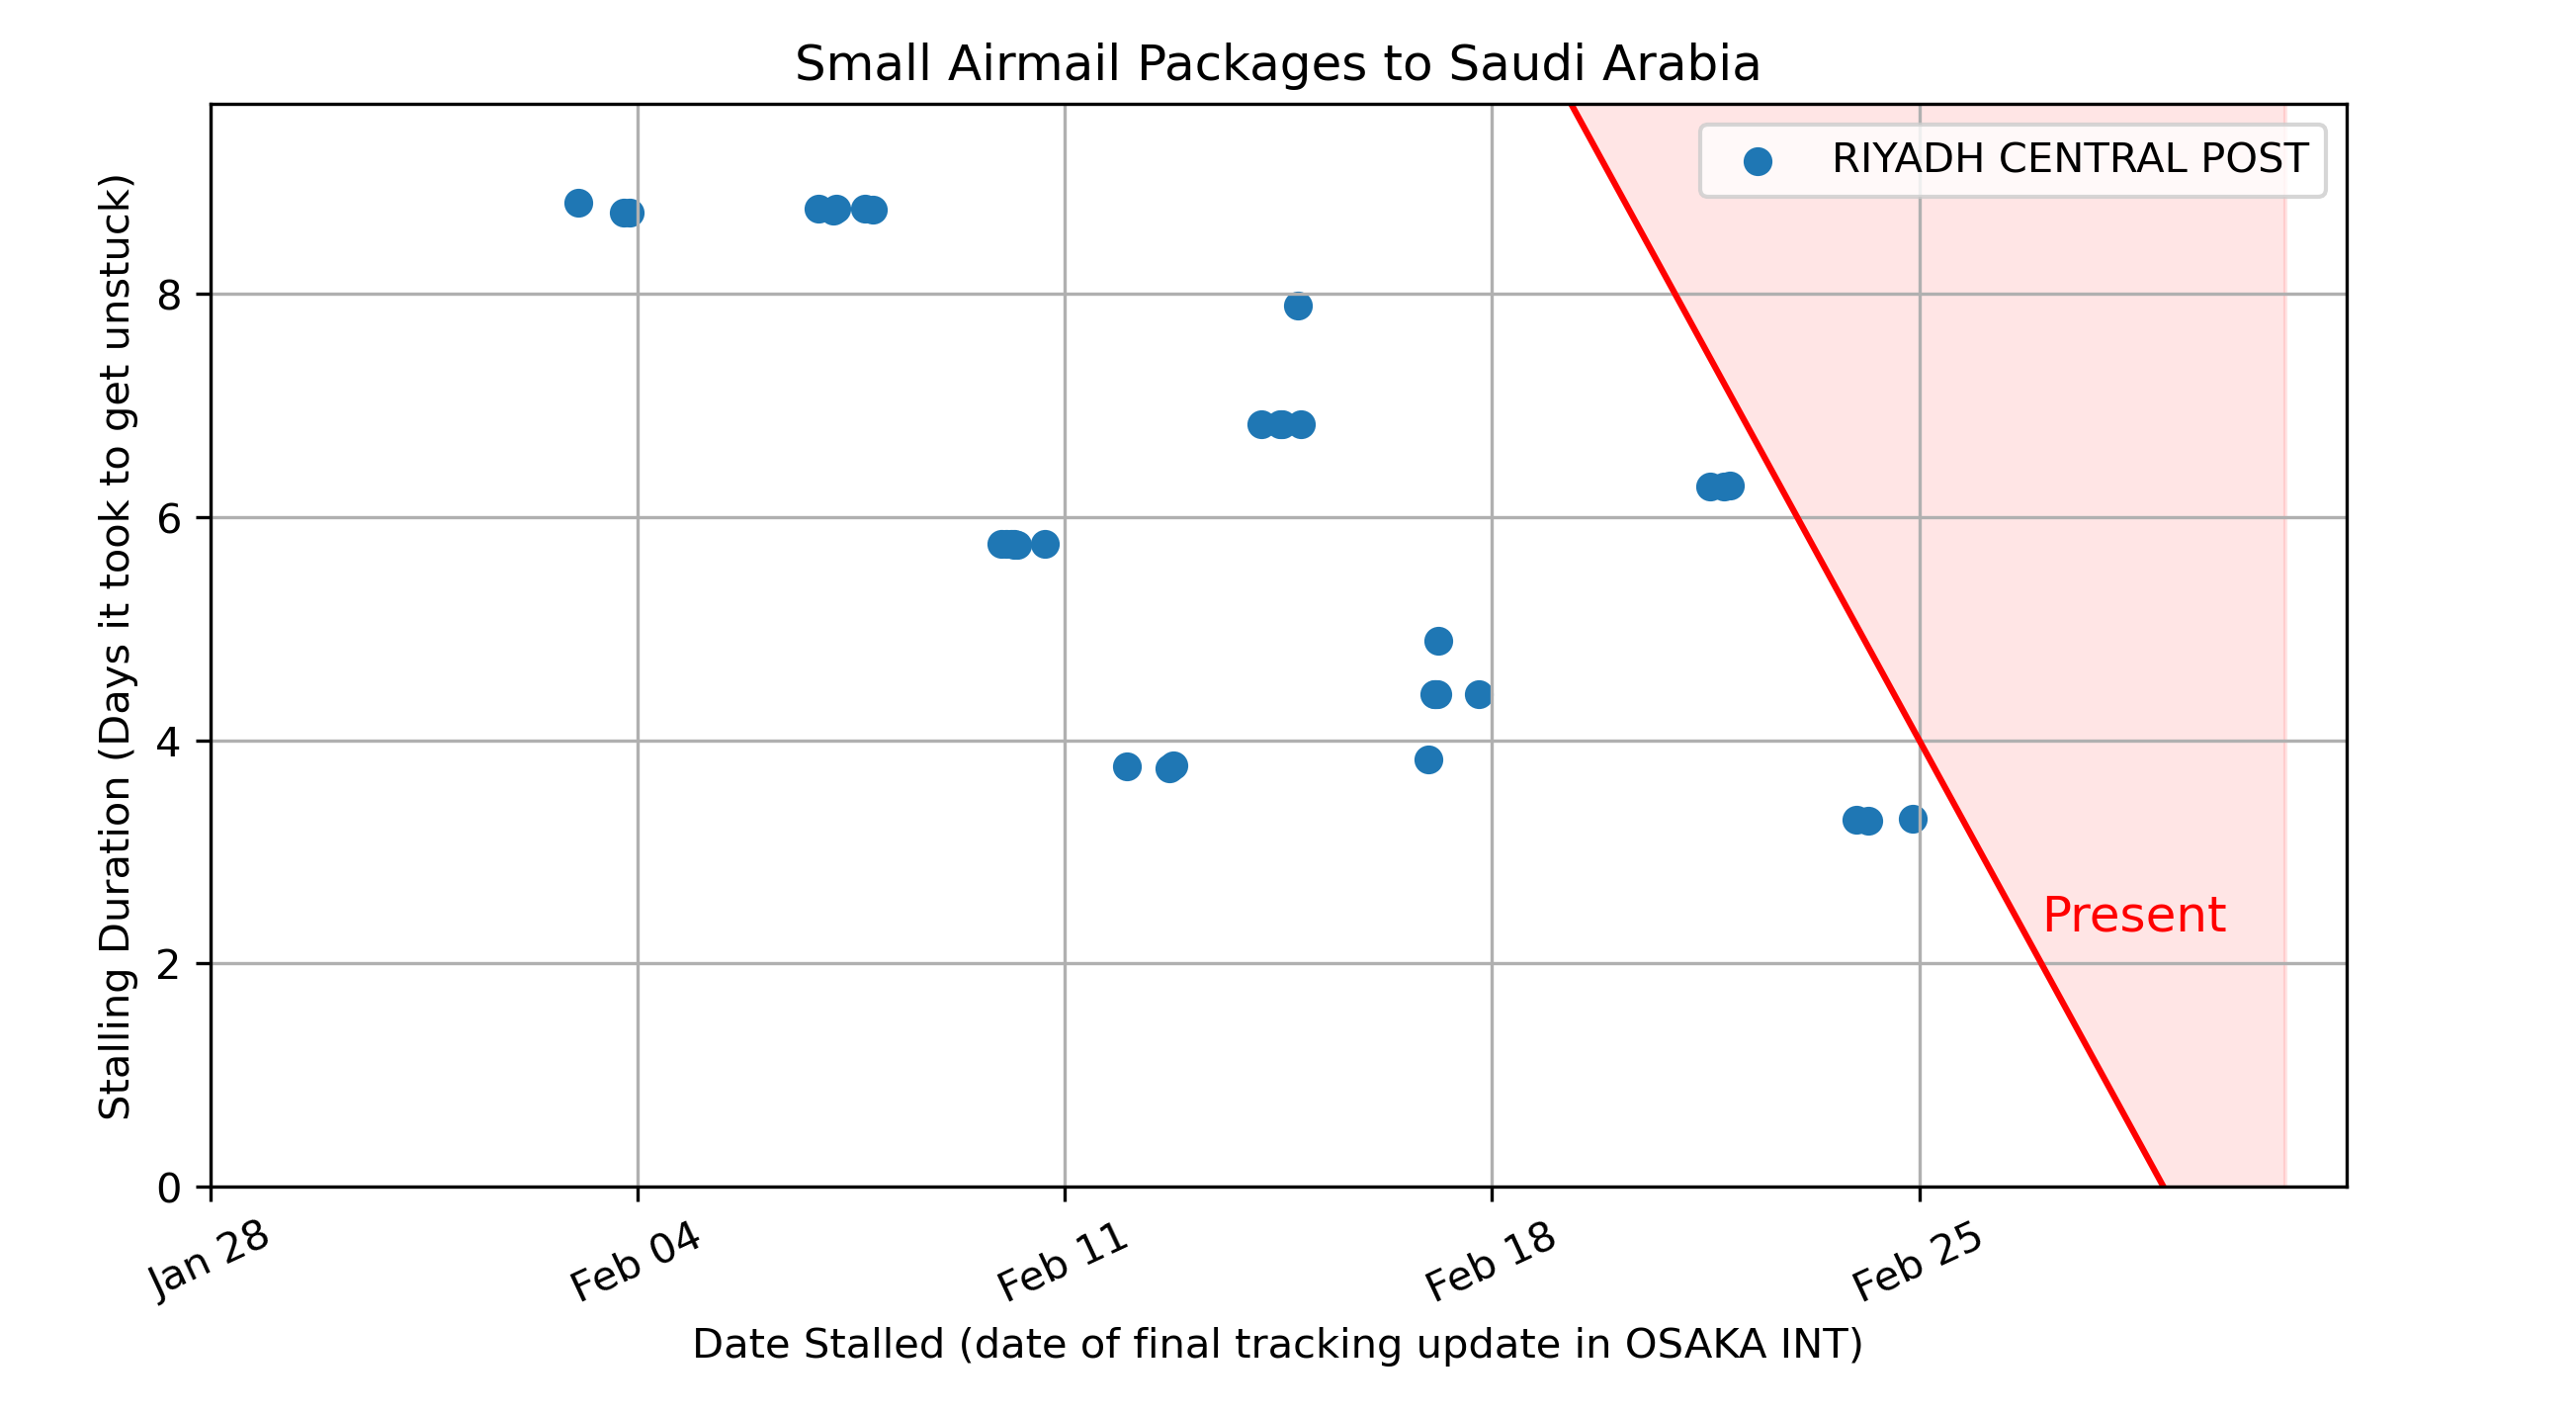 Small Airmail Packages to Saudi Arabia
RIYADH CENTRAL POST
Stalling Duration (Days it took to get unstuck)
8
6
4
2
0
Present
Jan 28
Feb 04
Feb 11
Feb 18
Feb 25
Date Stalled (date of final tracking update in OSAKA INT)